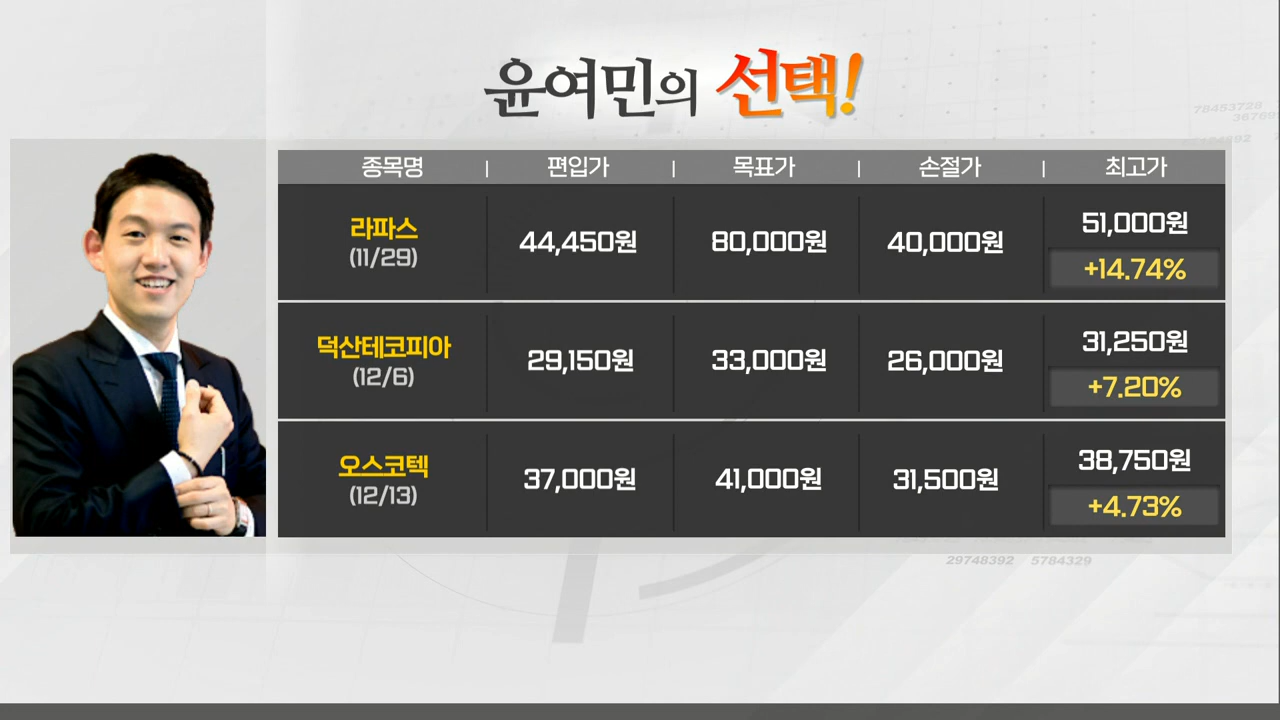 윤여민의 선택!
78453728
종목명 | 편입가 | 목표가 | 손절가 | 최고가
라파스 (11/29) 44,450원 80,000원 40,000원 51,000원 +14.74%
덕산테코피아 (12/6) 29,150원 33,000원 26,000원 31,250원 +7.20%
오스코텍 (12/13) 37,000원 41,000원 31,500원 38,750원 +4.73%
29748392 5784329